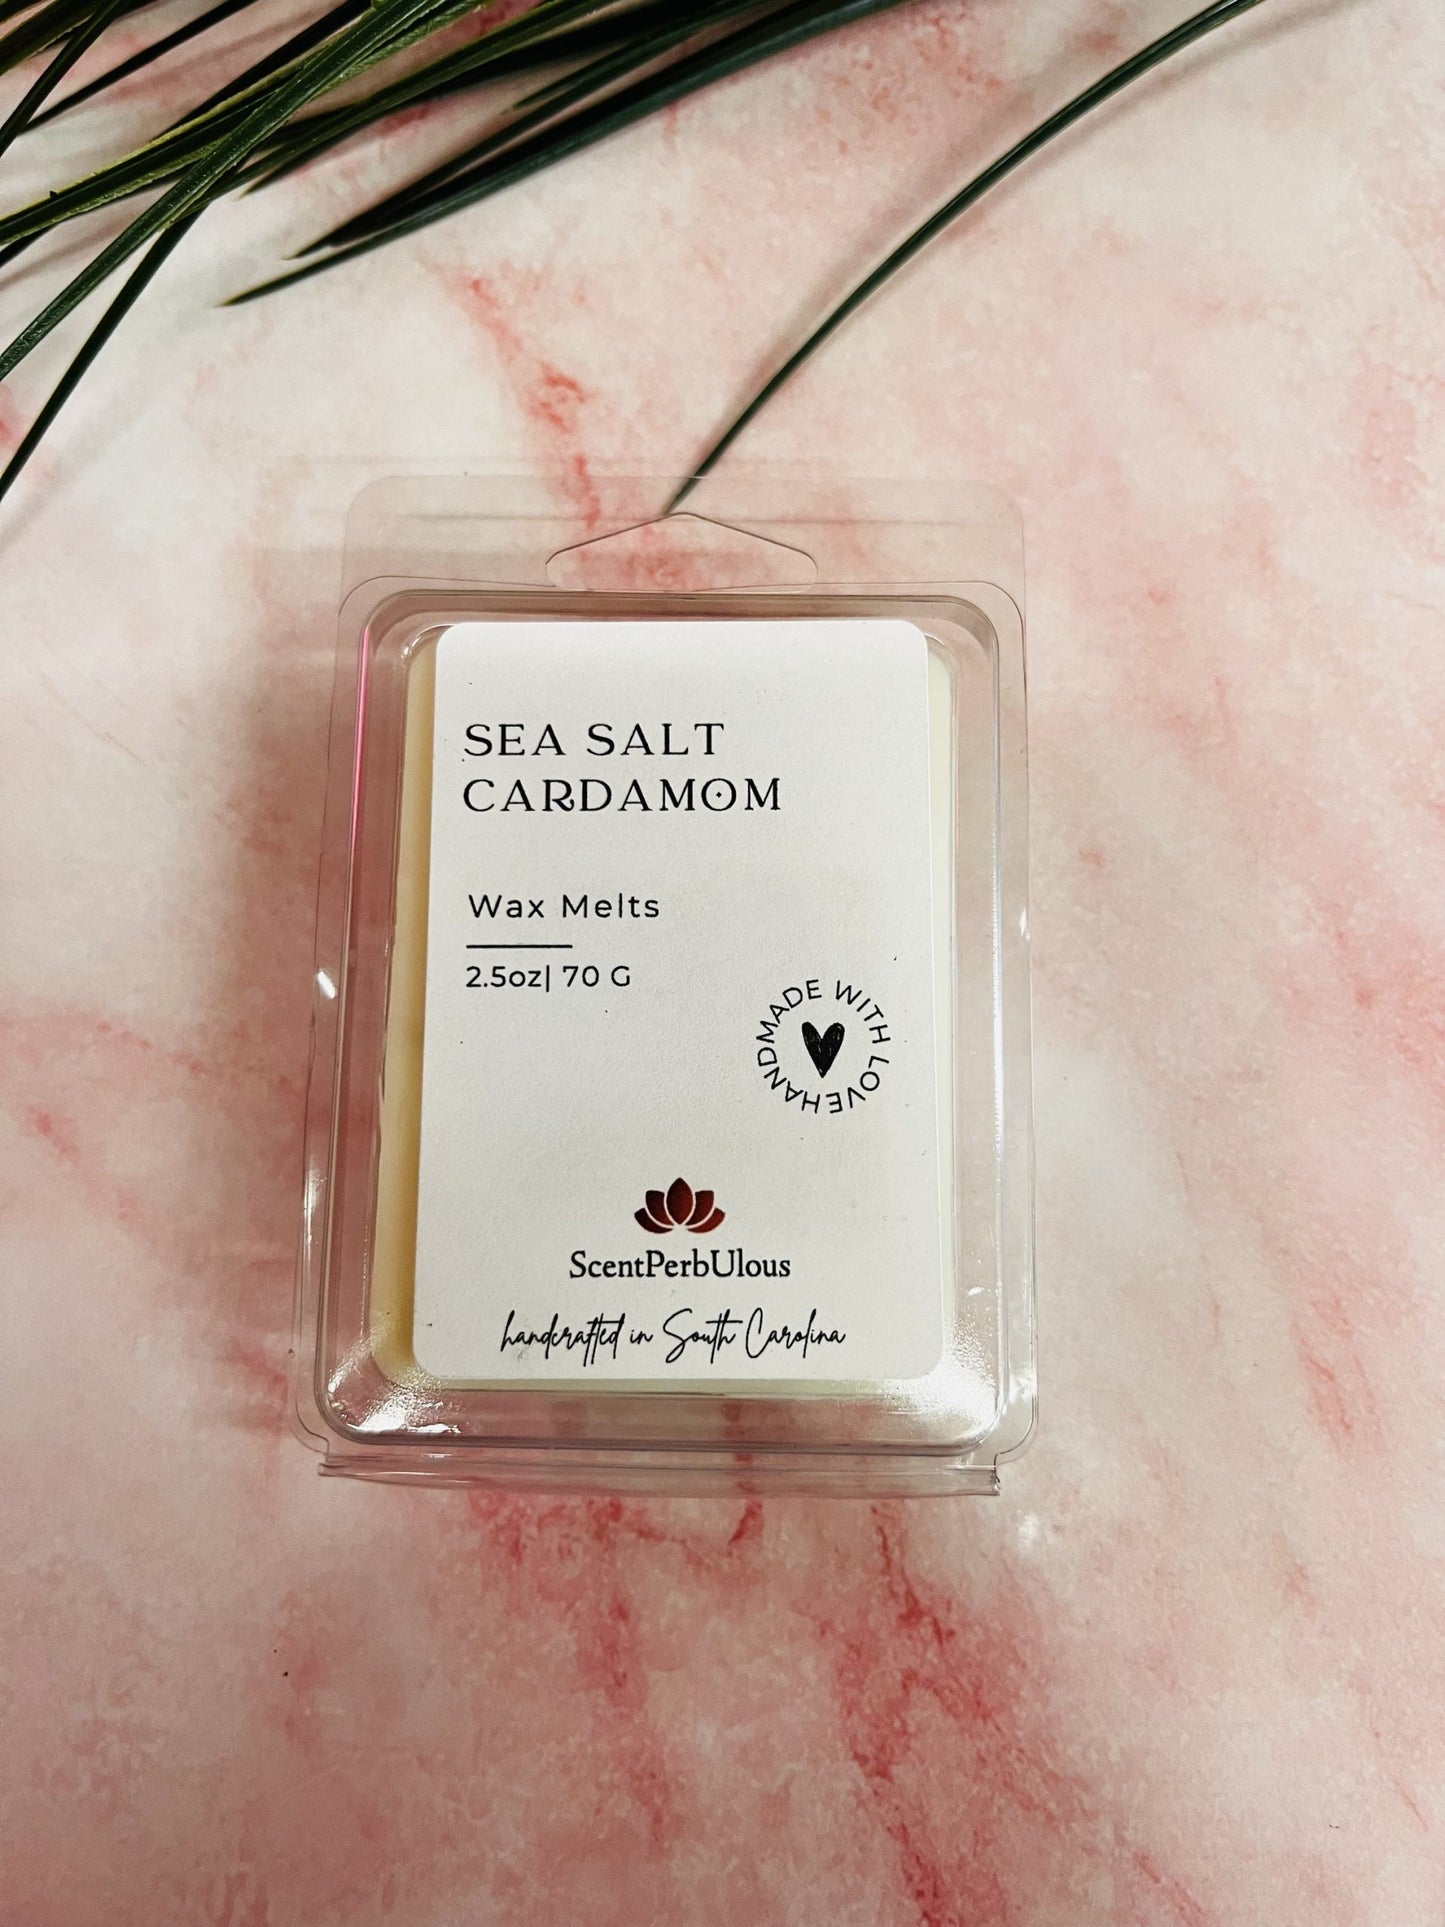 SEA SALT
CARDAMOM
Wax Melts
2.5oz| 70 G
HANDMADE WITH LOVE
ScentPerbUlous
handcrafted in South Carolina